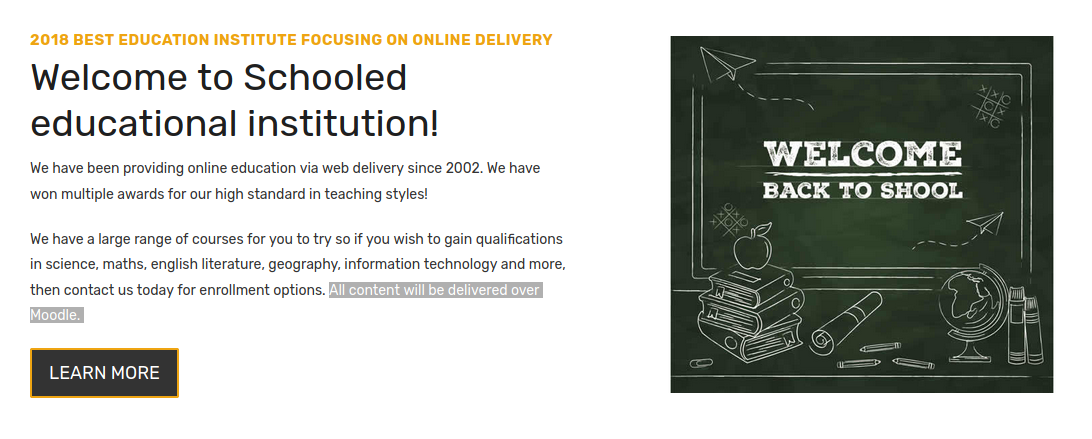 2018 BEST EDUCATION INSTITUTE FOCUSING ON ONLINE DELIVERY
Welcome to Schooled
educational institution!
We have been providing online education via web delivery since 2002. We have
won multiple awards for our high standard in teaching styles!
We have a large range of courses for you to try so if you wish to gain qualifications
in science, maths, english literature, geography, information technology and more,
then contact us today for enrollment options. All content will be delivered over
Moodle.
LEARN MORE
WELCOME
BACK TO SHOOL